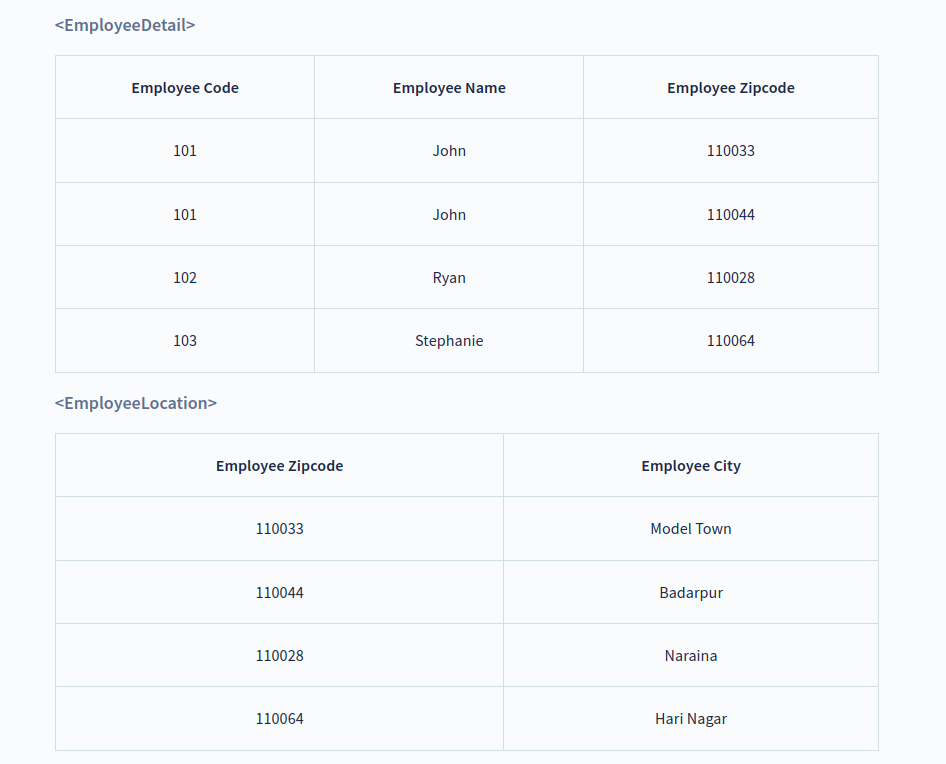 <EmployeeDetail>
Employee Code Employee Name Employee Zipcode
101 John 110033
101 John 110044
102 Ryan 110028
103 Stephanie 110064
<EmployeeLocation>
Employee Zipcode Employee City
110033 Model Town
110044 Badarpur
110028 Naraina
110064 Hari Nagar